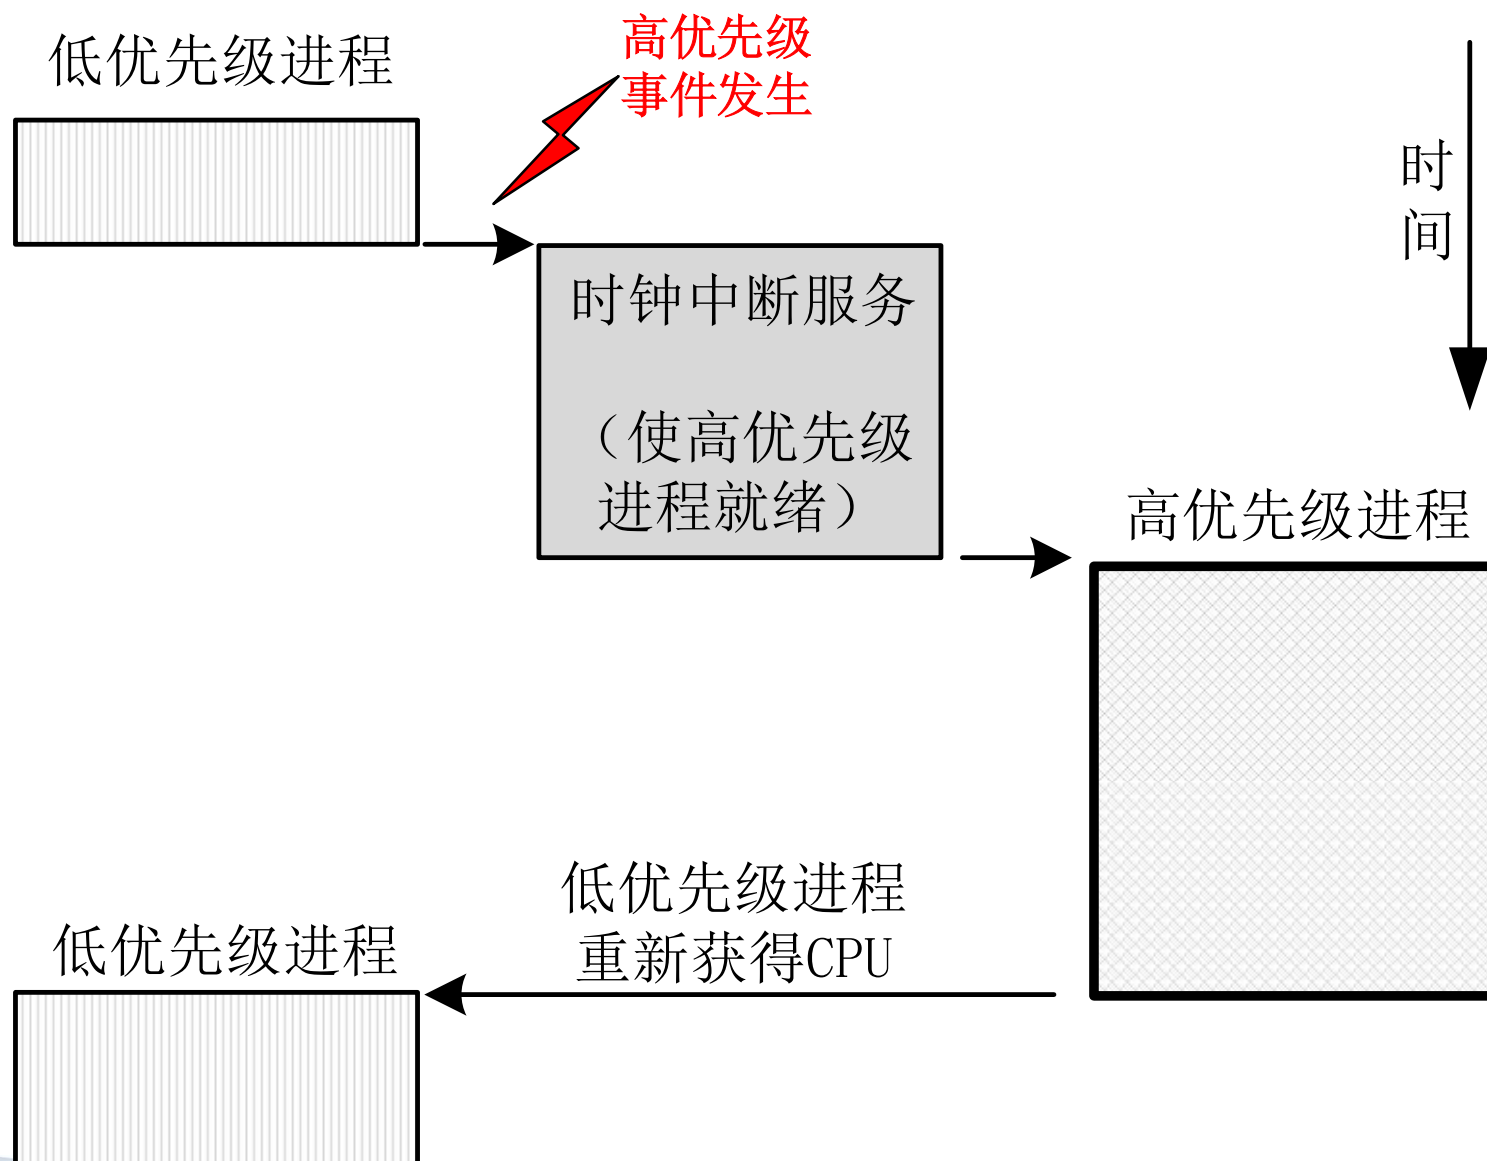 低优先级进程
高优先级
事件发生
时
间
时钟中断服务
（使高优先级
进程就绪）
高优先级进程
低优先级进程
重新获得CPU
低优先级进程